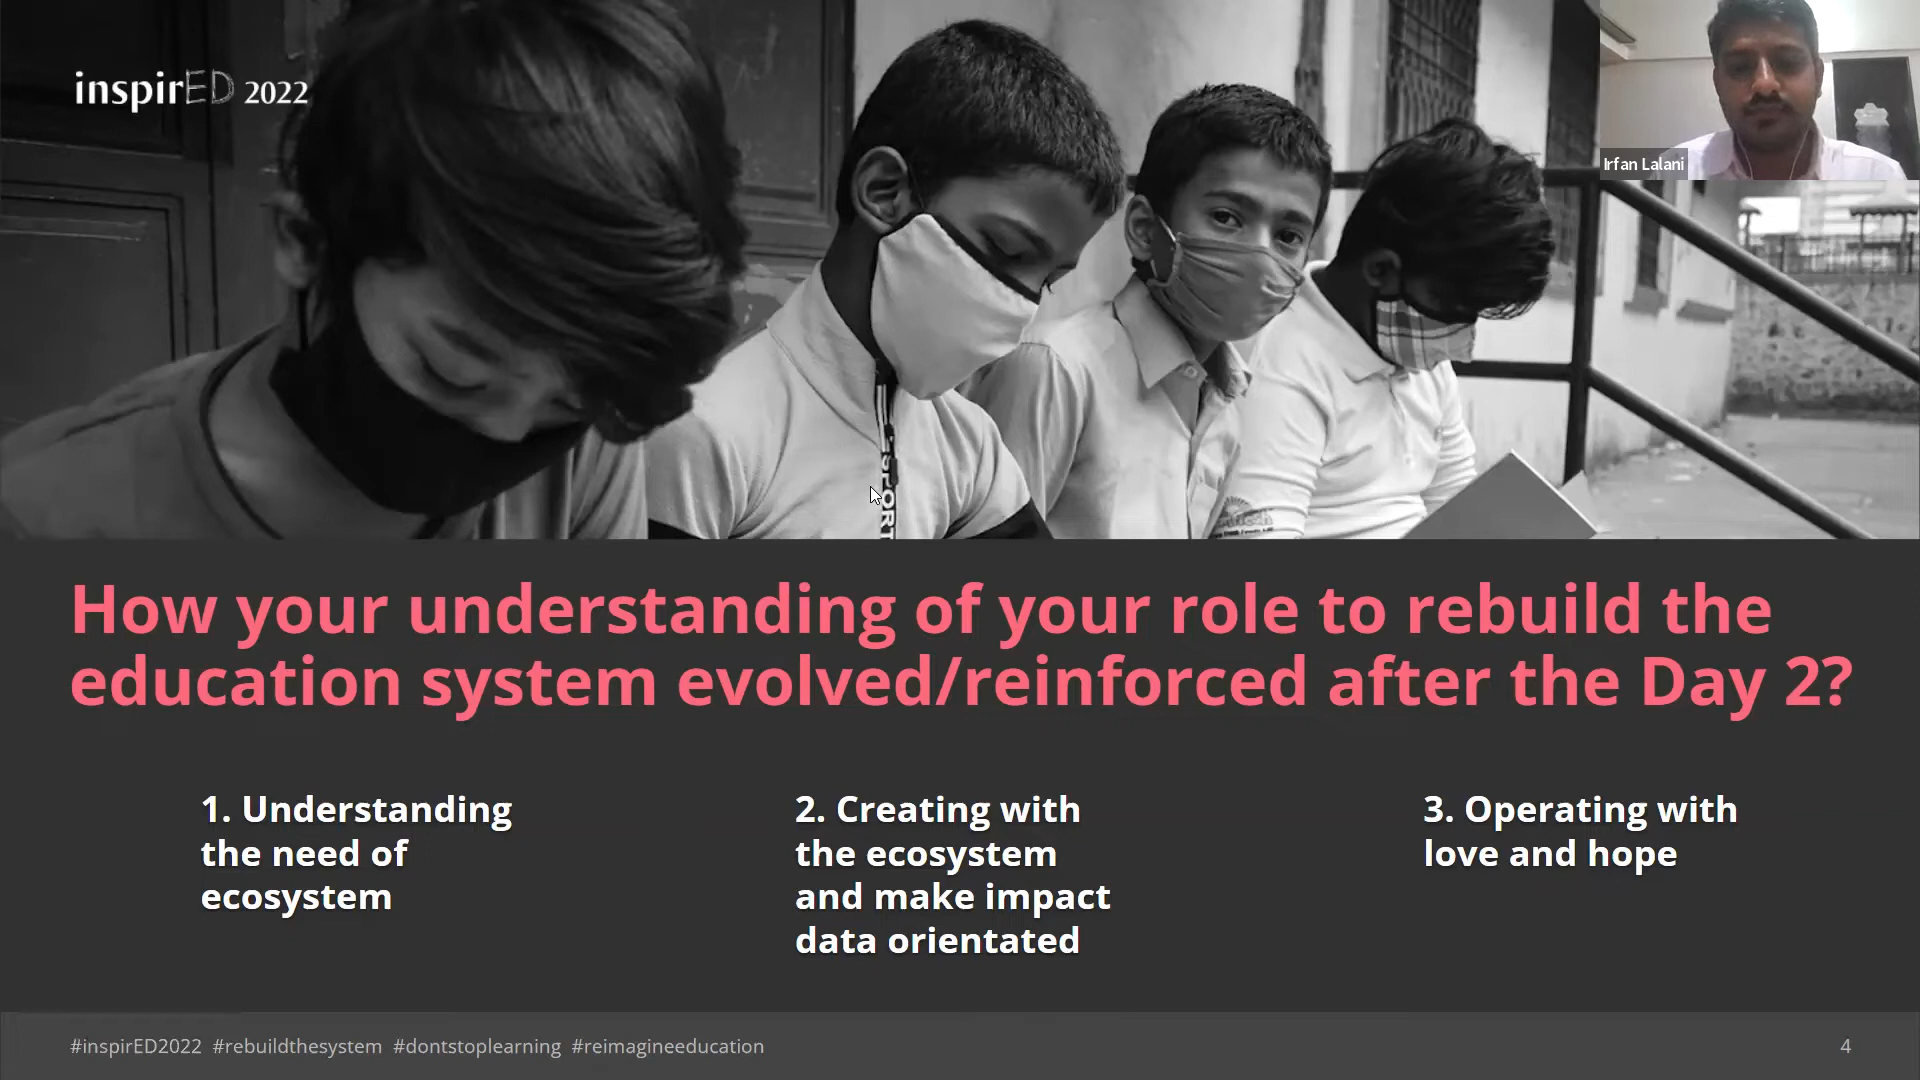 inspirED 2022
Irfan Lalani
How your understanding of your role to rebuild the
education system evolved/reinforced after the Day 2?
1. Understanding
the need of
ecosystem
2. Creating with
the ecosystem
and make impact
data orientated
3. Operating with
love and hope
#inspirED2022 #rebuildthesystem #dontstoplearning #reimagineeducation
4